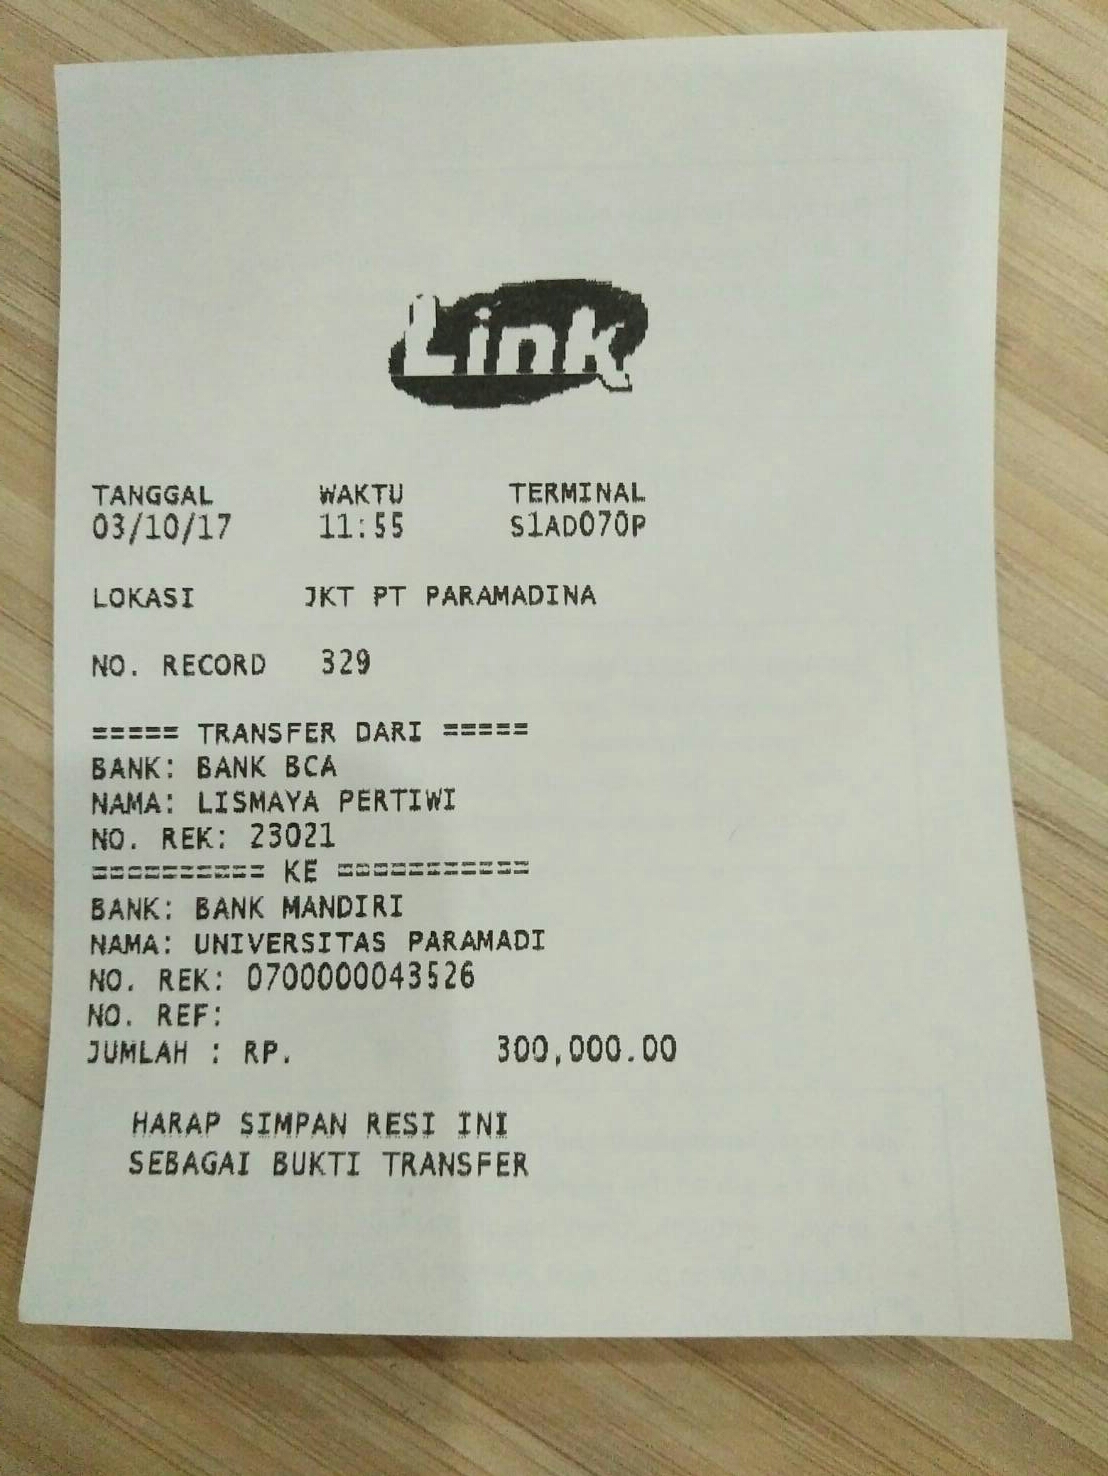 Link
TANGGAL WAKTU TERMINAL
03/10/17 11:55 S1AD070P
LOKASI JKT PT PARAMADINA
NO. RECORD 329
===== TRANSFER DARI =====
BANK: BANK BCA
NAMA: LISMAYA PERTIWI
NO. REK: 23021
========== KE ===========
BANK: BANK MANDIRI
NAMA: UNIVERSITAS PARAMADI
NO. REK: 0700000043526
NO. REF:
JUMLAH : RP. 300,000.00
HARAP SIMPAN RESI INI
SEBAGAI BUKTI TRANSFER